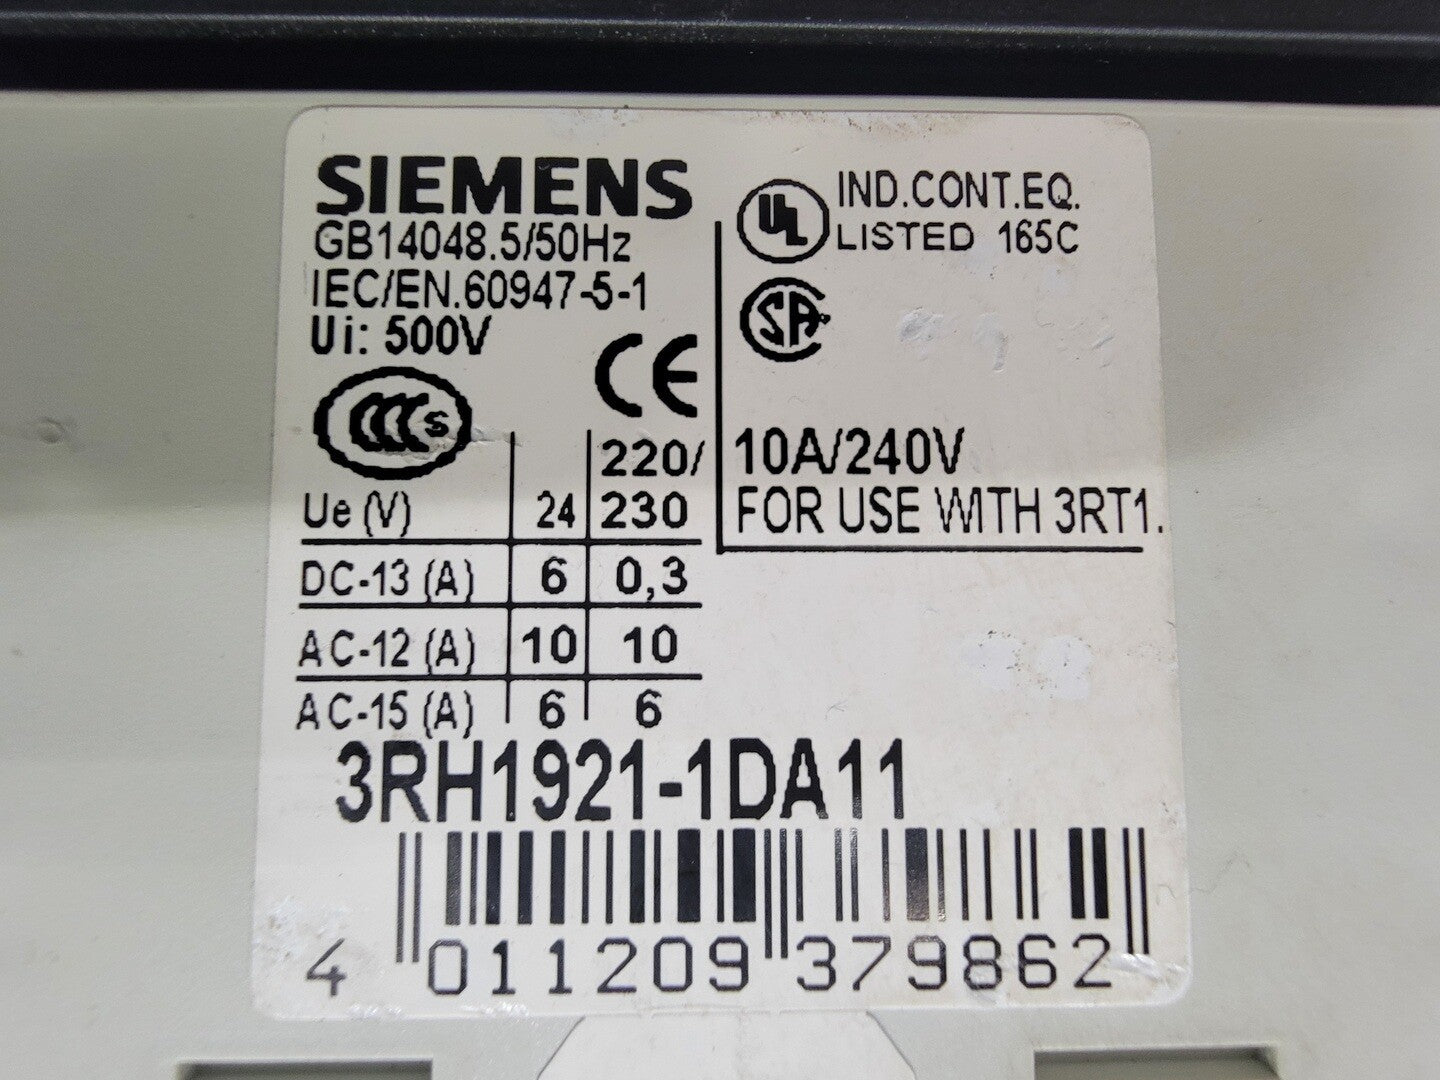 SIEMENS
GB14048.5/50Hz
IEC/EN.60947-5-1
Ui: 500V
CCC S
CE
UL
IND.CONT.EQ.
LISTED 165C
SA
10A/240V
FOR USE WITH 3RT1.
Ue (V) 24 220/230
DC-13 (A) 6 0,3
AC-12 (A) 10 10
AC-15 (A) 6 6
3RH1921-1DA11
4 011209 379862